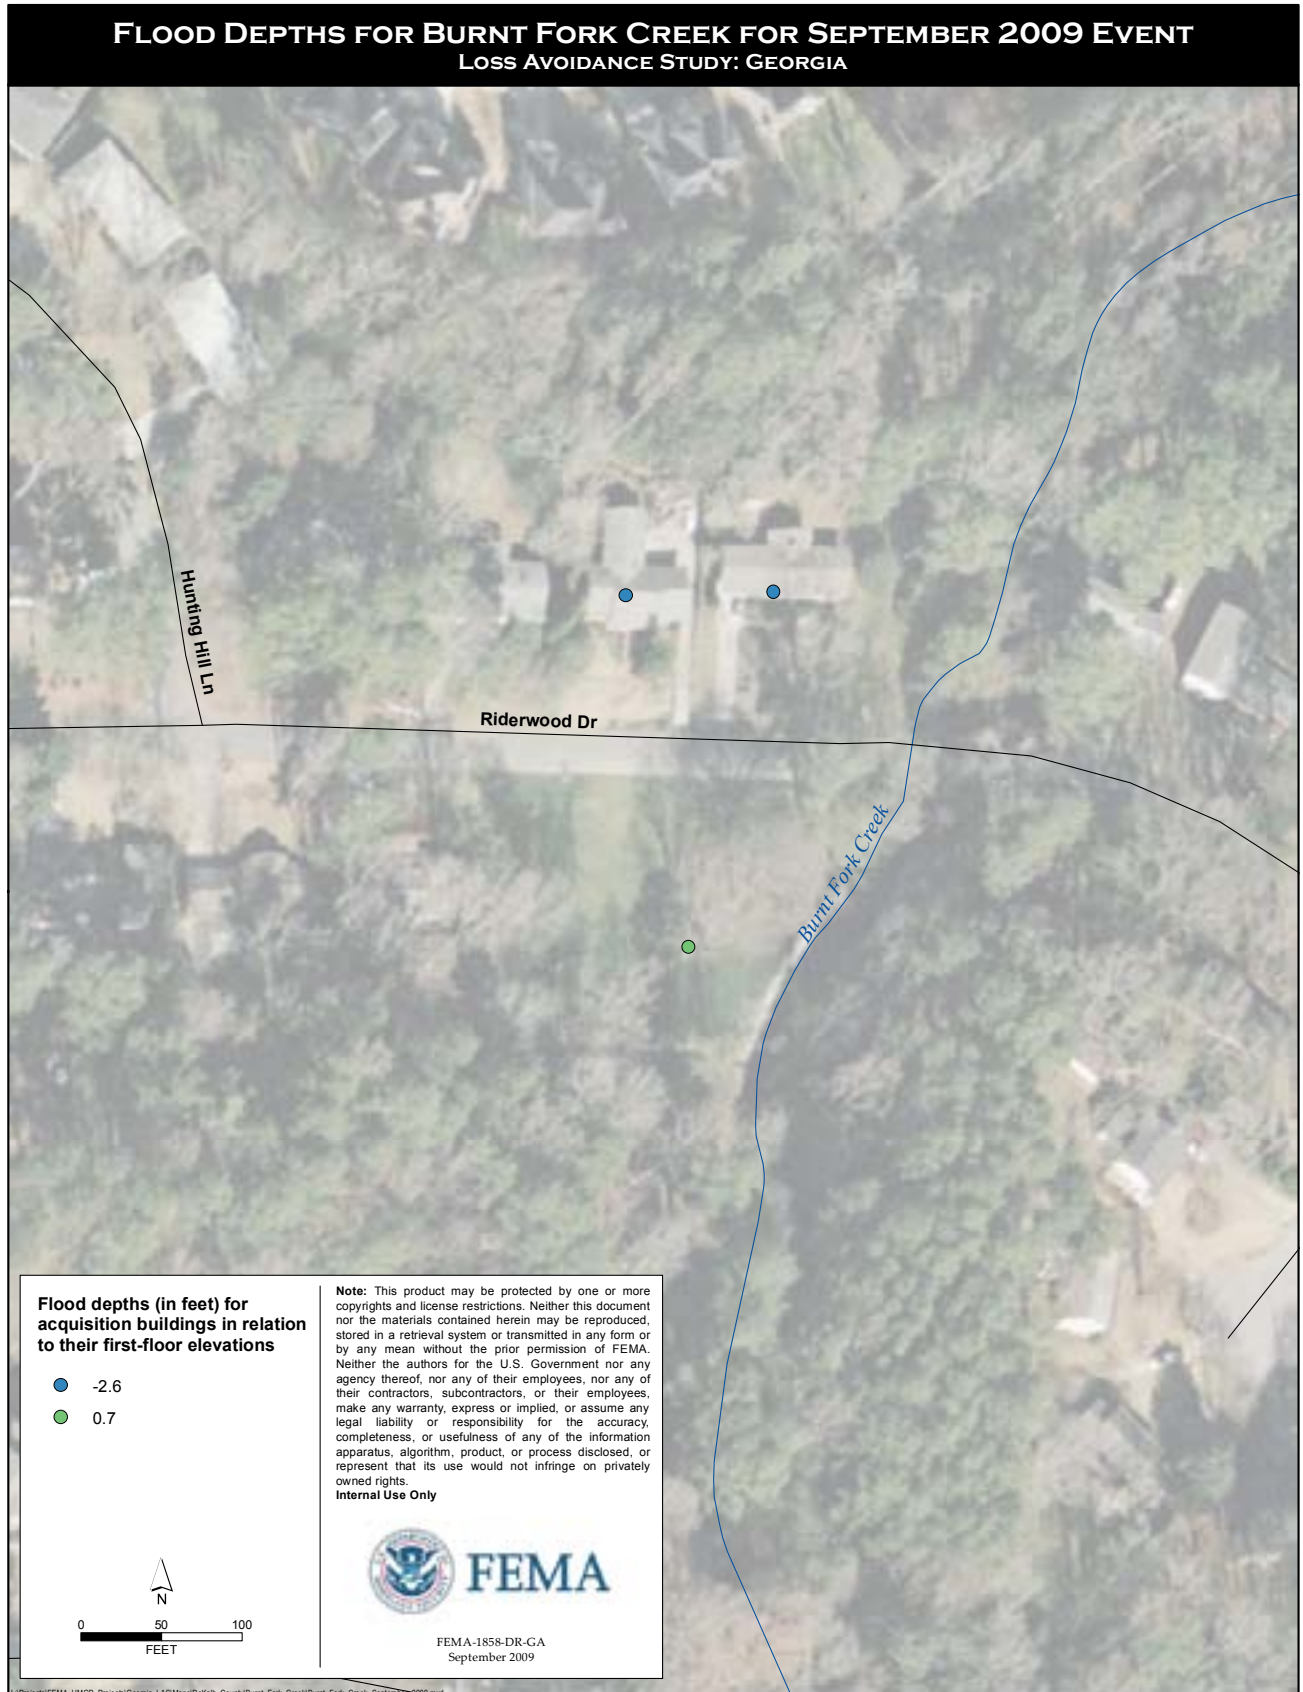 FLOOD DEPTHS FOR BURNT FORK CREEK FOR SEPTEMBER 2009 EVENT
LOSS AVOIDANCE STUDY: GEORGIA
Hunting Hill Ln
Riderwood Dr
Burnt Fork Creek
Flood depths (in feet) for
acquisition buildings in relation
to their first-floor elevations
-2.6
0.7
N
0 50 100
FEET
Note: This product may be protected by one or more
copyrights and license restrictions. Neither this document
nor the materials contained herein may be reproduced,
stored in a retrieval system or transmitted in any form or
by any mean without the prior permission of FEMA.
Neither the authors for the U.S. Government nor any
agency thereof, nor any of their employees, nor any of
their contractors, subcontractors, or their employees,
make any warranty, express or implied, or assume any
legal liability or responsibility for the accuracy,
completeness, or usefulness of any of the information
apparatus, algorithm, product, or process disclosed, or
represent that its use would not infringe on privately
owned rights.
Internal Use Only
FEMA
FEMA-1858-DR-GA
September 2009